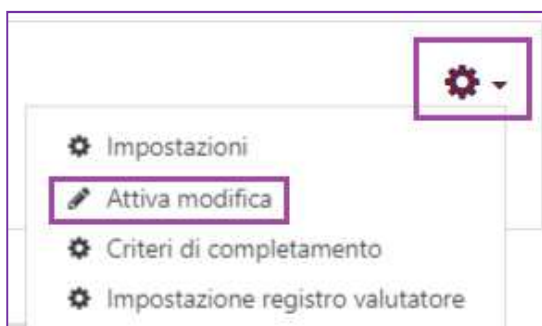 Impostazioni
Attiva modifica
Criteri di completamento
Impostazione registro valutatore